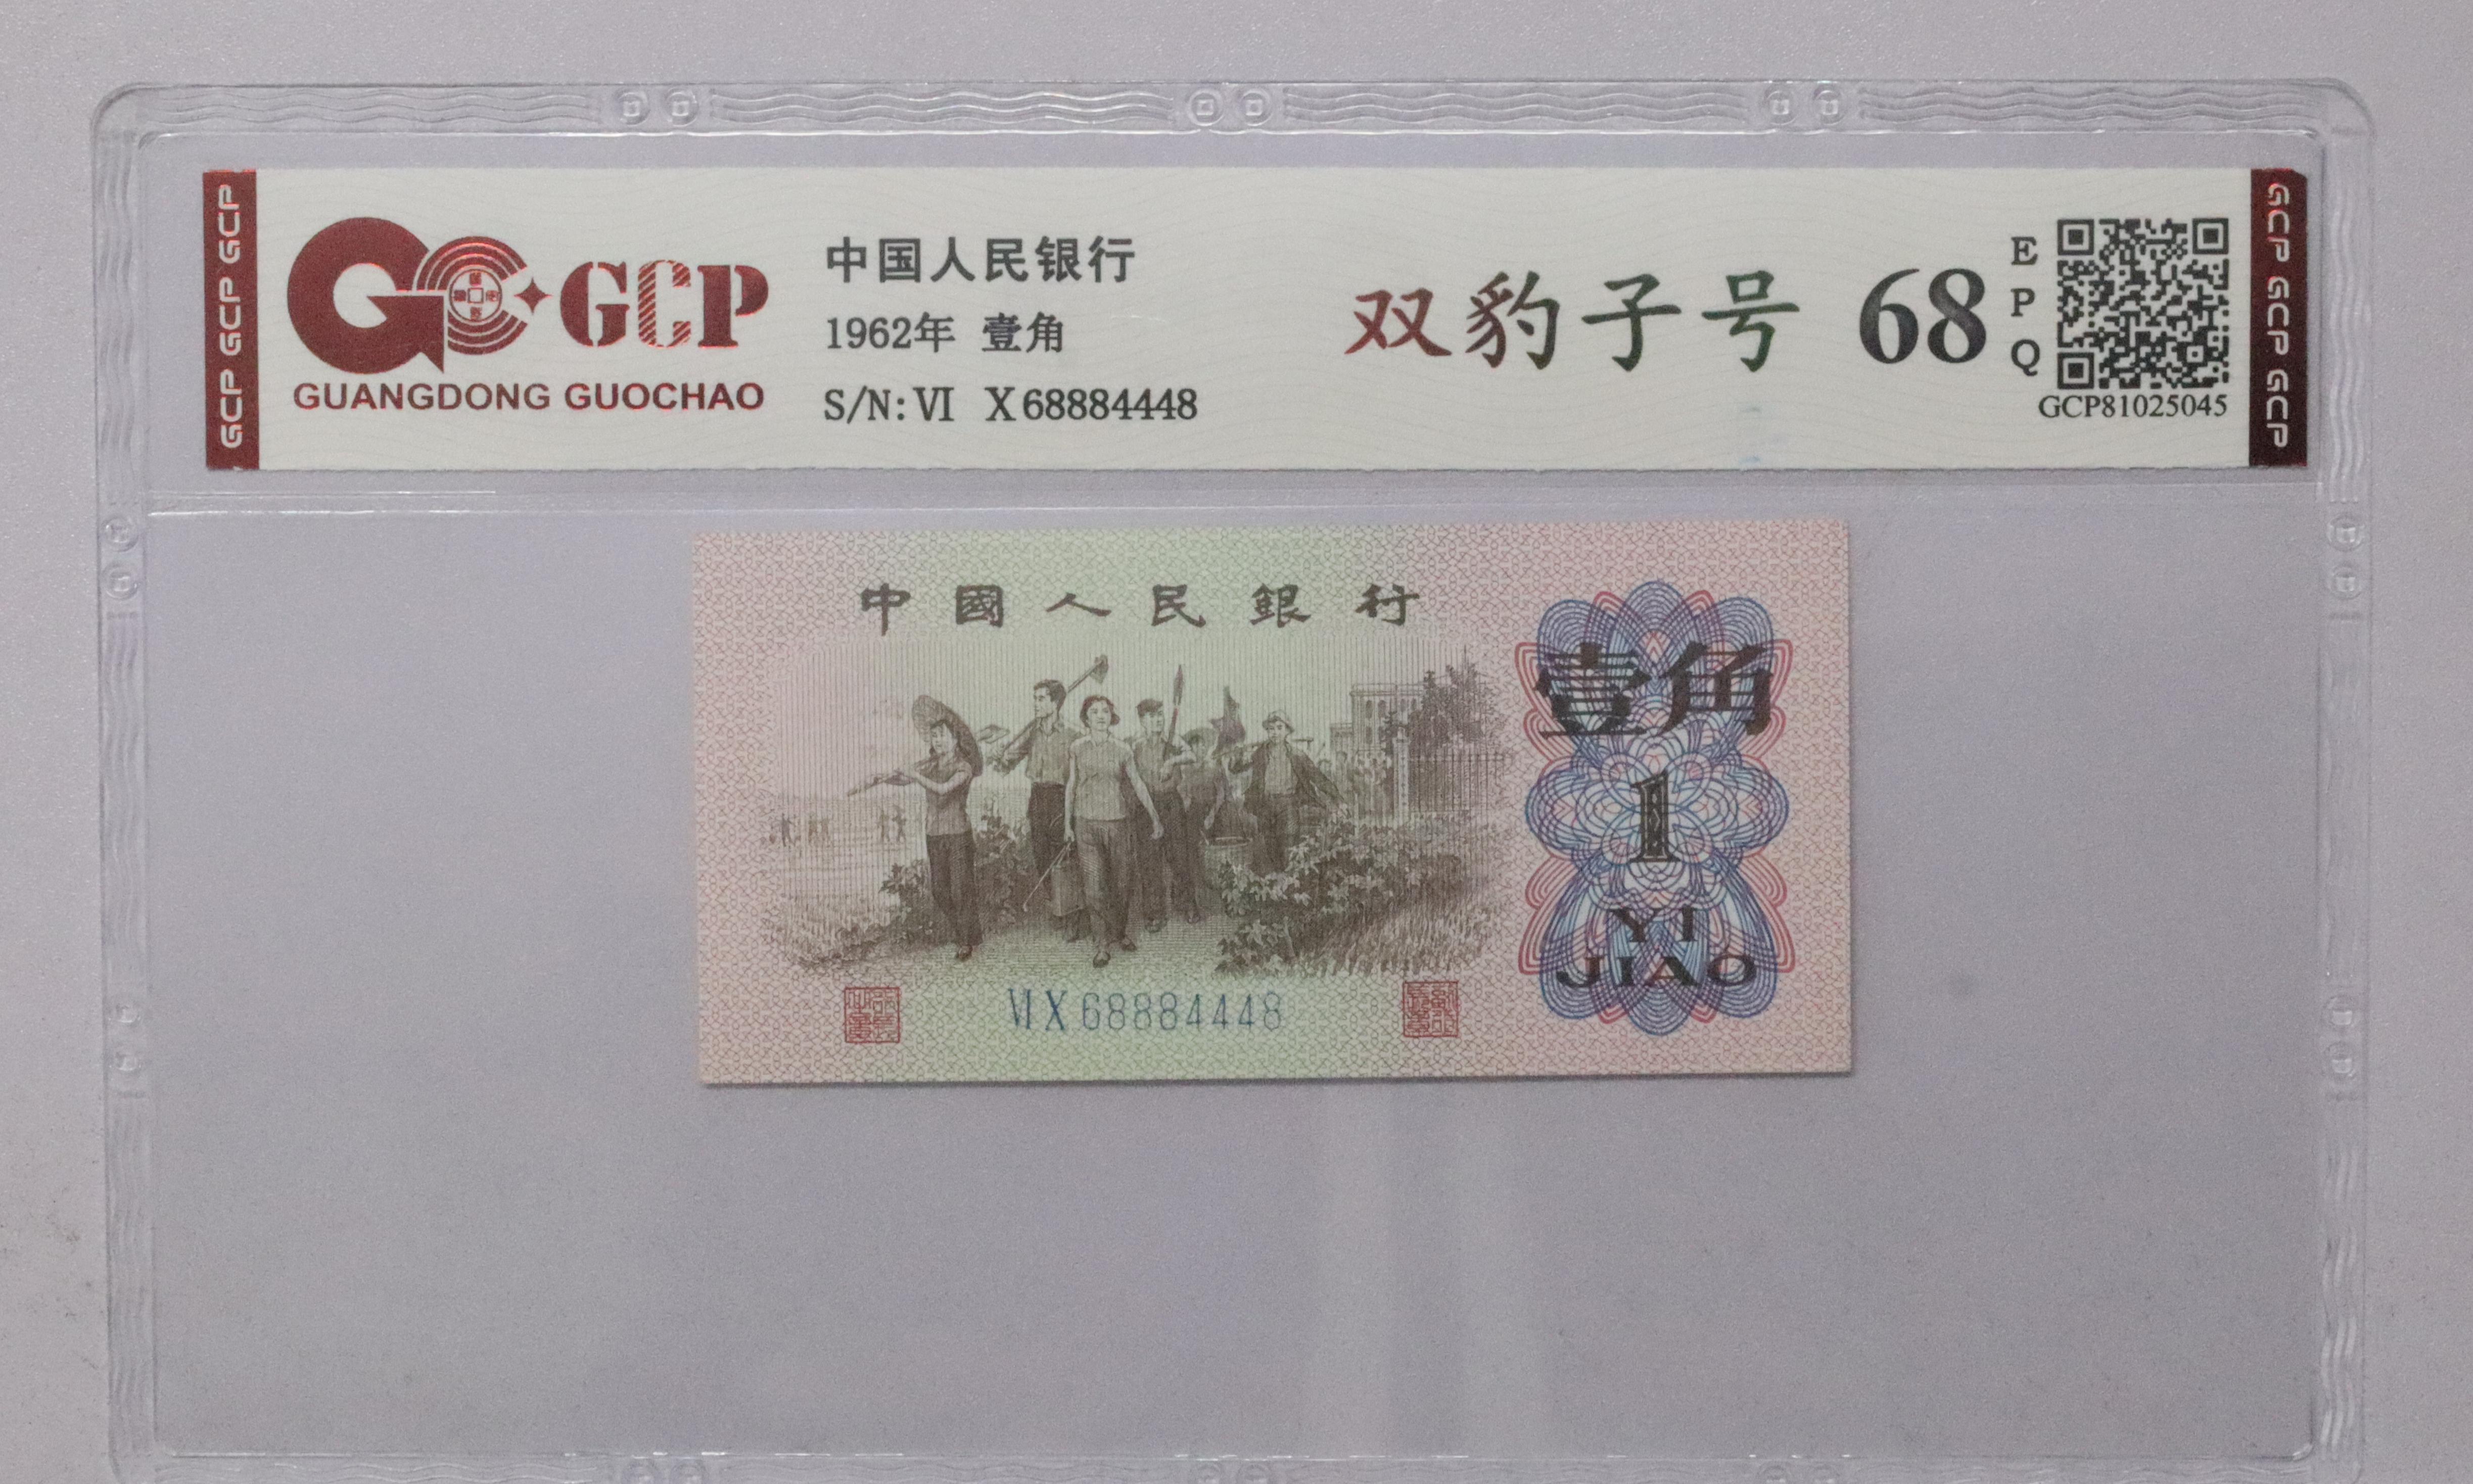 GCP GCP GCP
GCP
GUANGDONG GUOCHAO
中国人民银行
1962年 壹角
S/N: VI X68884448
双豹子号 68
EPQ
GCP81025045
GCP GCP GCP
中國人民銀行
壹角
1
YI
JIAO
VI X 68884448